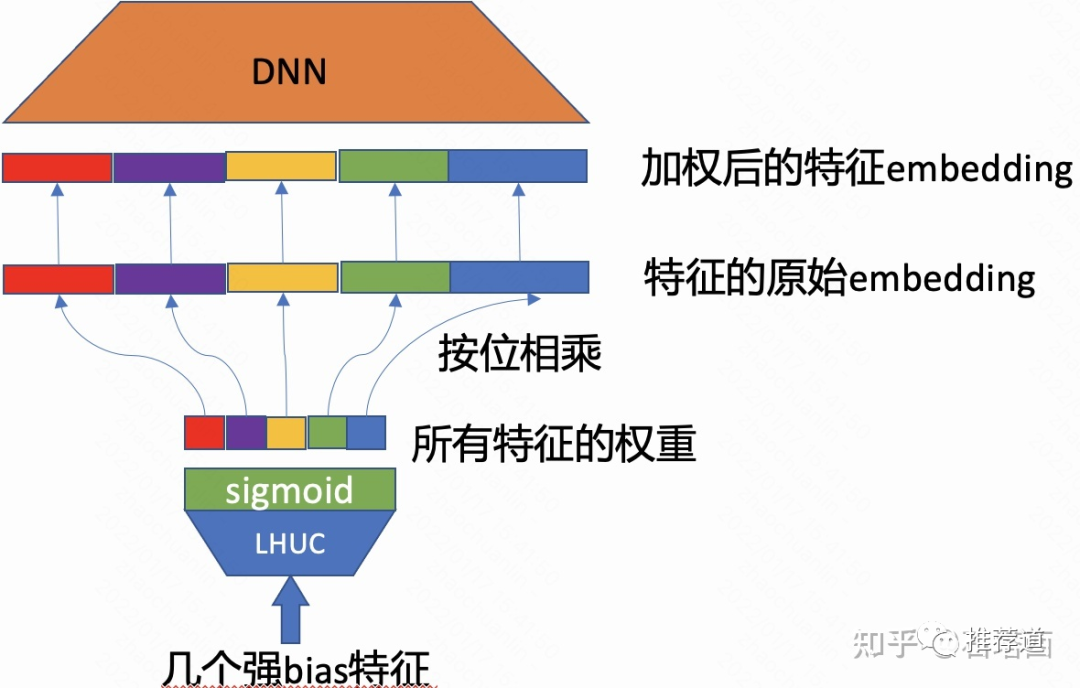 DNN
加权后的特征embedding
特征的原始embedding
按位相乘
所有特征的权重
sigmoid
LHUC
几个强bias特征
知乎
推荐道